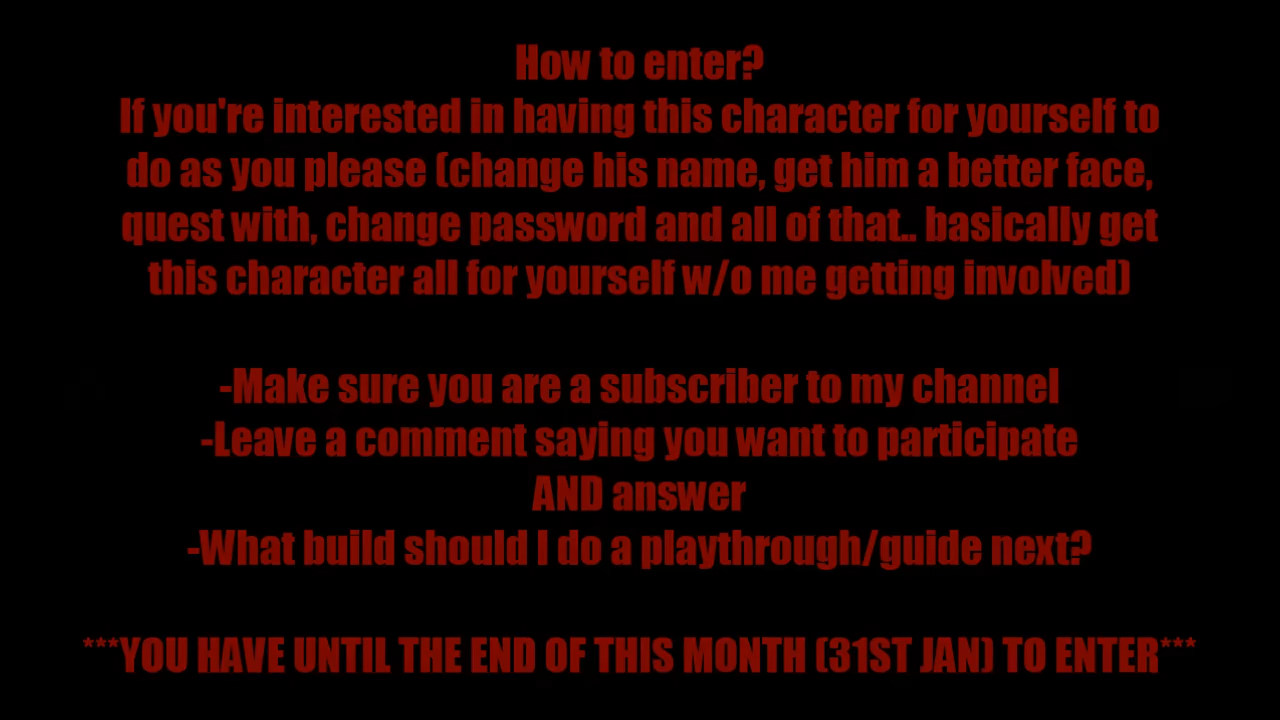 How to enter?
If you're interested in having this character for yourself to
do as you please (change his name, get him a better face,
quest with, change password and all of that.. basically get
this character all for yourself w/o me getting involved)
-Make sure you are a subscriber to my channel
-Leave a comment saying you want to participate
AND answer
-What build should I do a playthrough/guide next?
***YOU HAVE UNTIL THE END OF THIS MONTH (31ST JAN) TO ENTER***